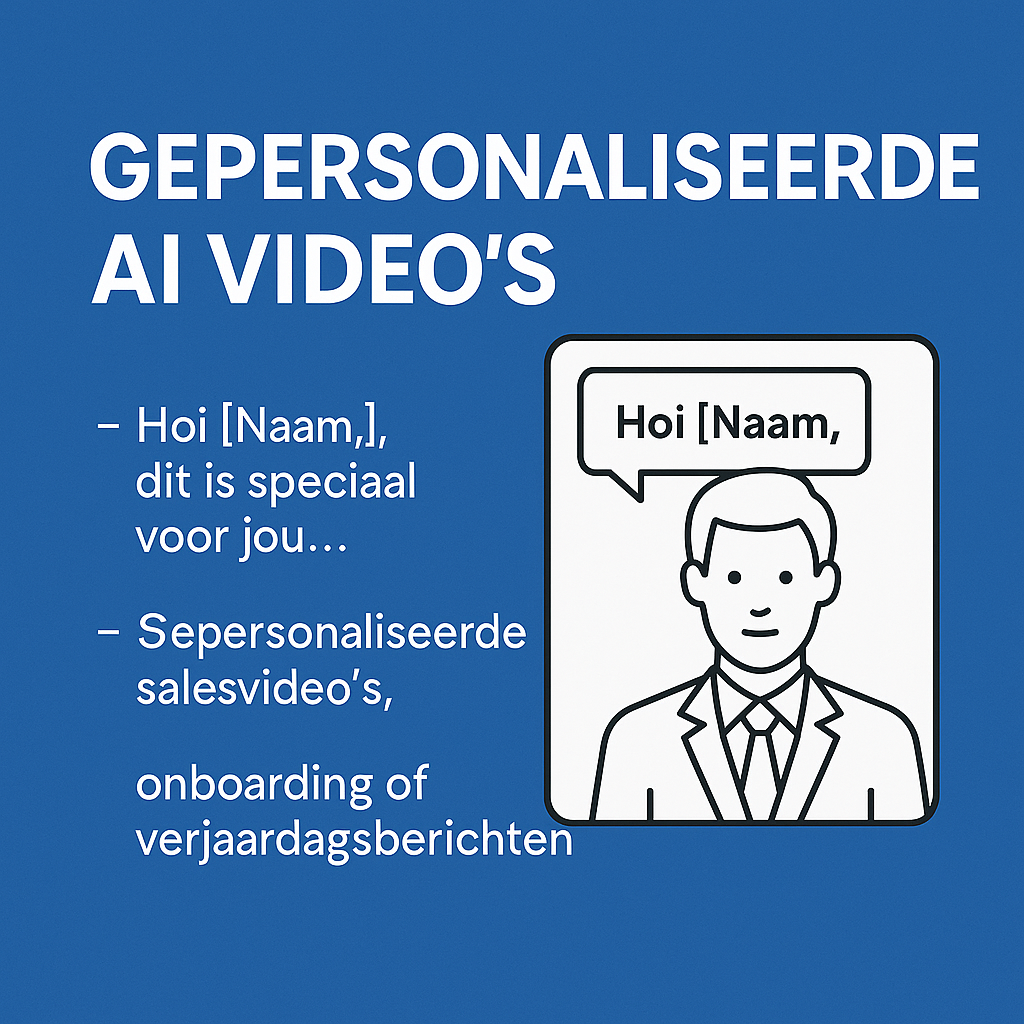 GEPERSONALISEERDE
AI VIDEO'S
– Hoi [Naam,],
dit is speciaal
voor jou...
– Sepersonaliseerde
salesvideo's,
onboarding of
verjaardagsberichten
Hoi [Naam,